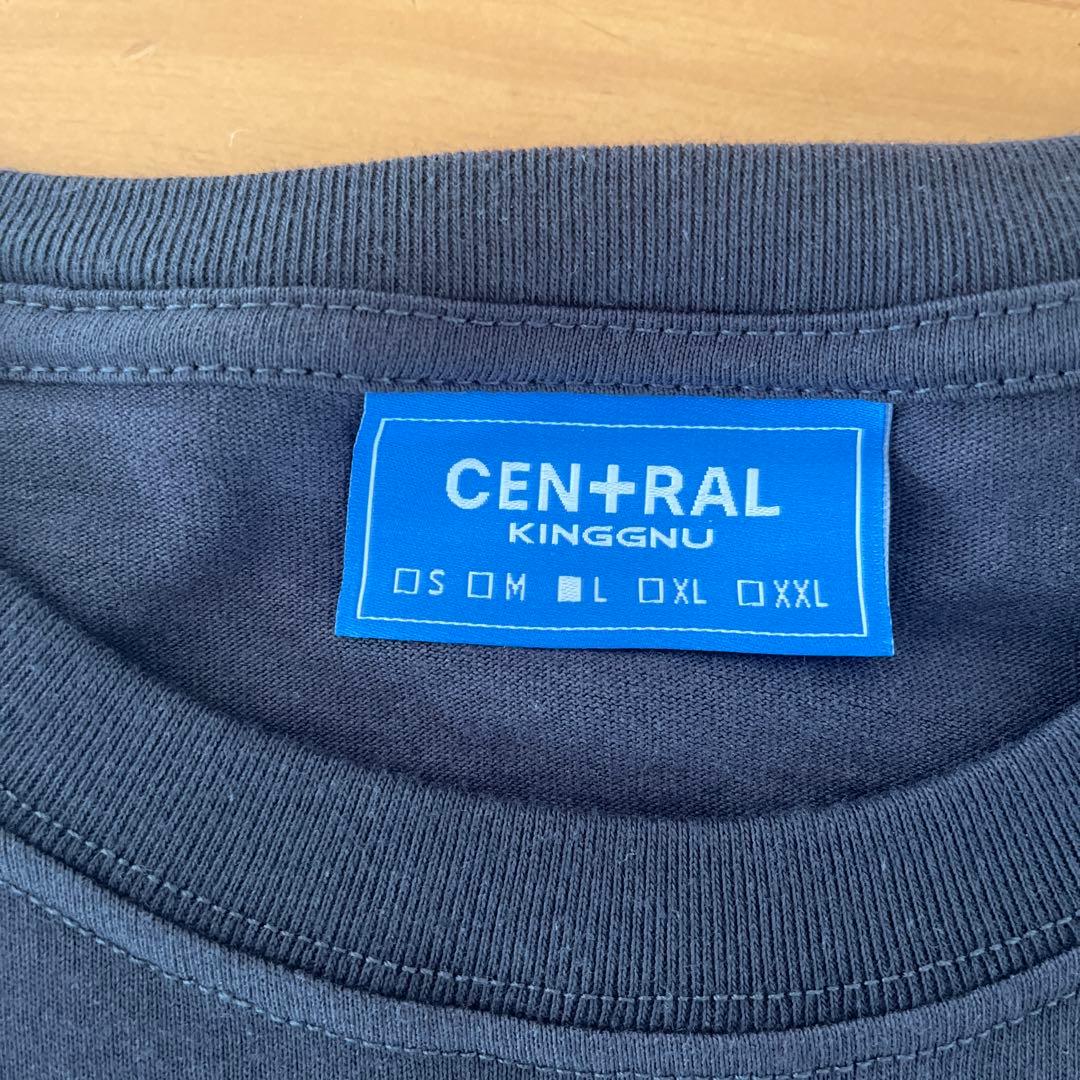 CEN+RAL
KINGGNU
□S □M ■L □XL □XXL